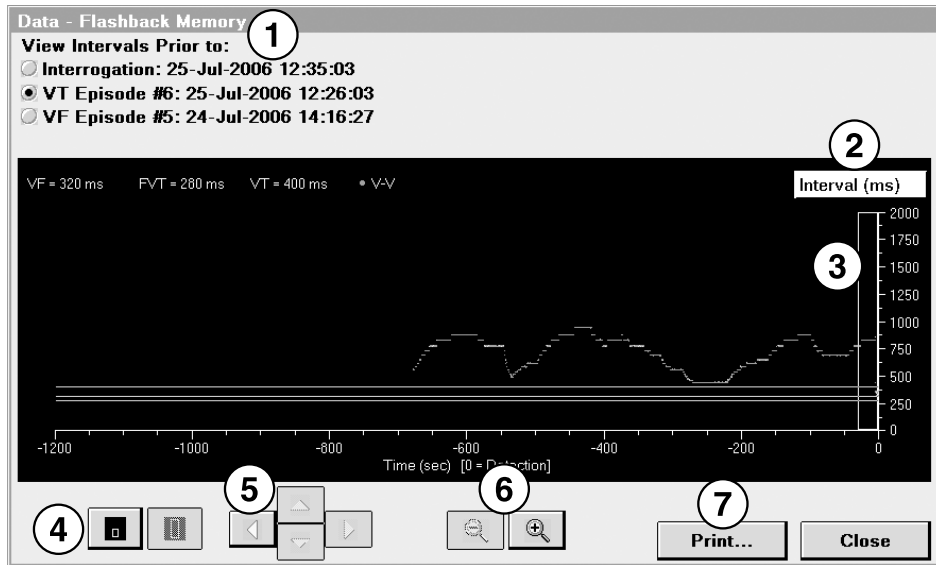 Data - Flashback Memory
1
View Intervals Prior to:
Interrogation: 25-Jul-2006 12:35:03
VT Episode #6: 25-Jul-2006 12:26:03
VF Episode #5: 24-Jul-2006 14:16:27
2
VF = 320 ms FVT = 280 ms VT = 400 ms V-V
Interval (ms)
2000
1750
3
1500
1250
1000
750
500
250
0
-1200 -1000 -800 -600 -400 -200 0
Time (sec) [0 = Detection]
4
5
6
7
Print...
Close